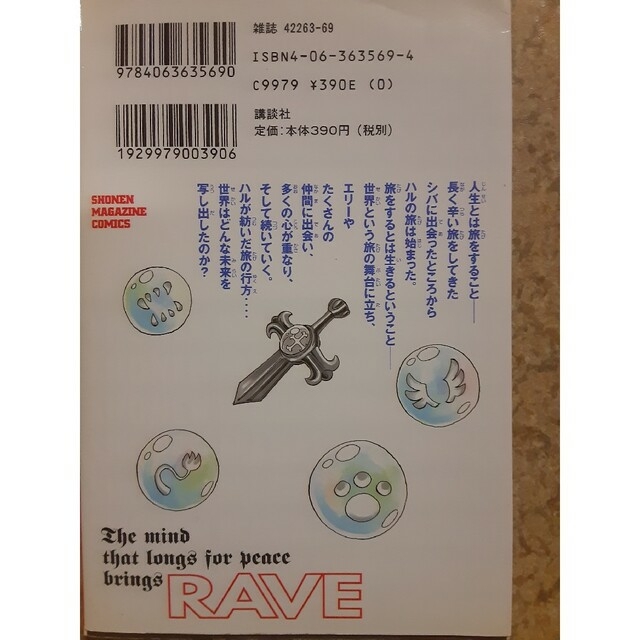 雑誌 42263-69
ISBN4-06-363569-4
C9979 ¥390E (0)
9784063635690
講談社
定価:本体390円(税別)
1929979003906
SHONEN
MAGAZINE
COMICS
人生とは旅をすること──
長く辛い旅をしてきた
シバに出会ったところから
ハルの旅は始まった。
旅をするとは生きるということ──
世界という旅の舞台に立ち、
エリーや
たくさんの
仲間に出会い、
多くの心が重なり、
そして続いていく。
ハルが紡いだ旅の行方‥‥
世界はどんな未来を
写し出したのか?
The mind
that longs for peace
brings RAVE